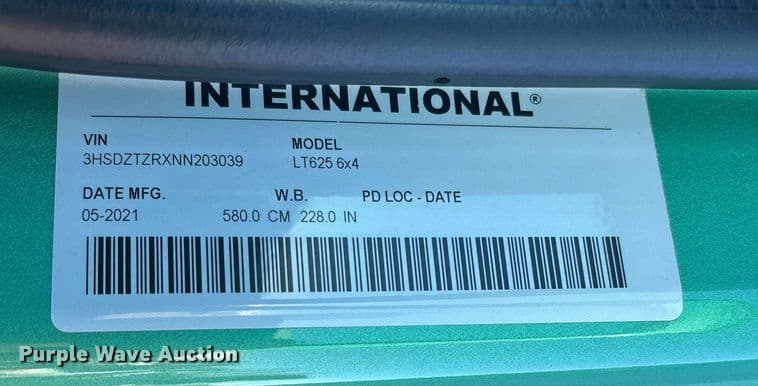 INTERNATIONAL®
VIN MODEL
3HSDZTZRXNN203039 LT625 6x4
DATE MFG. W.B. PD LOC - DATE
05-2021 580.0 CM 228.0 IN
Purple Wave Auction